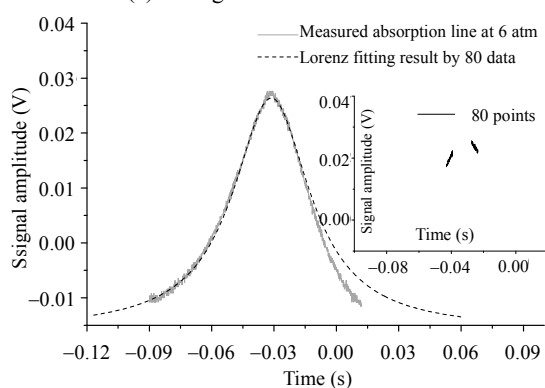 Measured absorption line at 6 atm
Lorenz fitting result by 80 data
0.04
0.03
0.02
0.01
0.00
−0.01
Ssignal amplitude (V)
−0.12 −0.09 −0.06 −0.03 0.00 0.03 0.06 0.09
Time (s)
0.04
0.02
0.00
Signal amplitude (V)
80 points
Time (s)
−0.08 −0.04 0.00